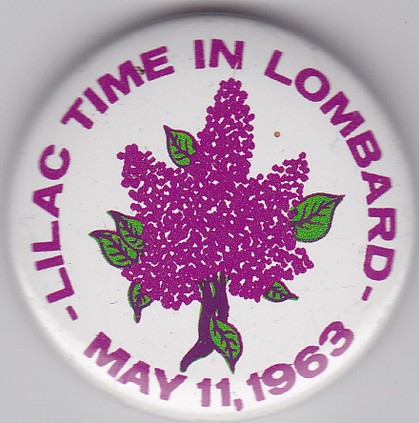 - LILAC TIME IN LOMBARD -
MAY 11, 1963